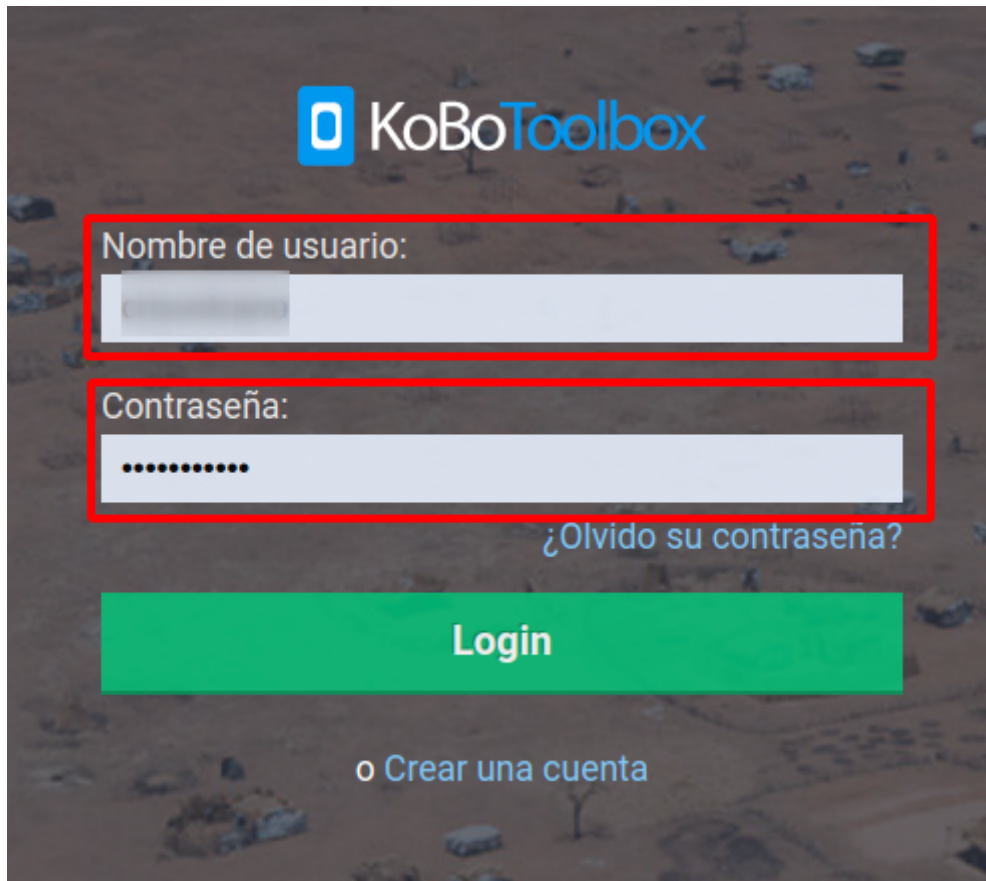 KoBoToolbox
Nombre de usuario:
Contraseña:
•••••••••••
¿Olvido su contraseña?
Login
o Crear una cuenta